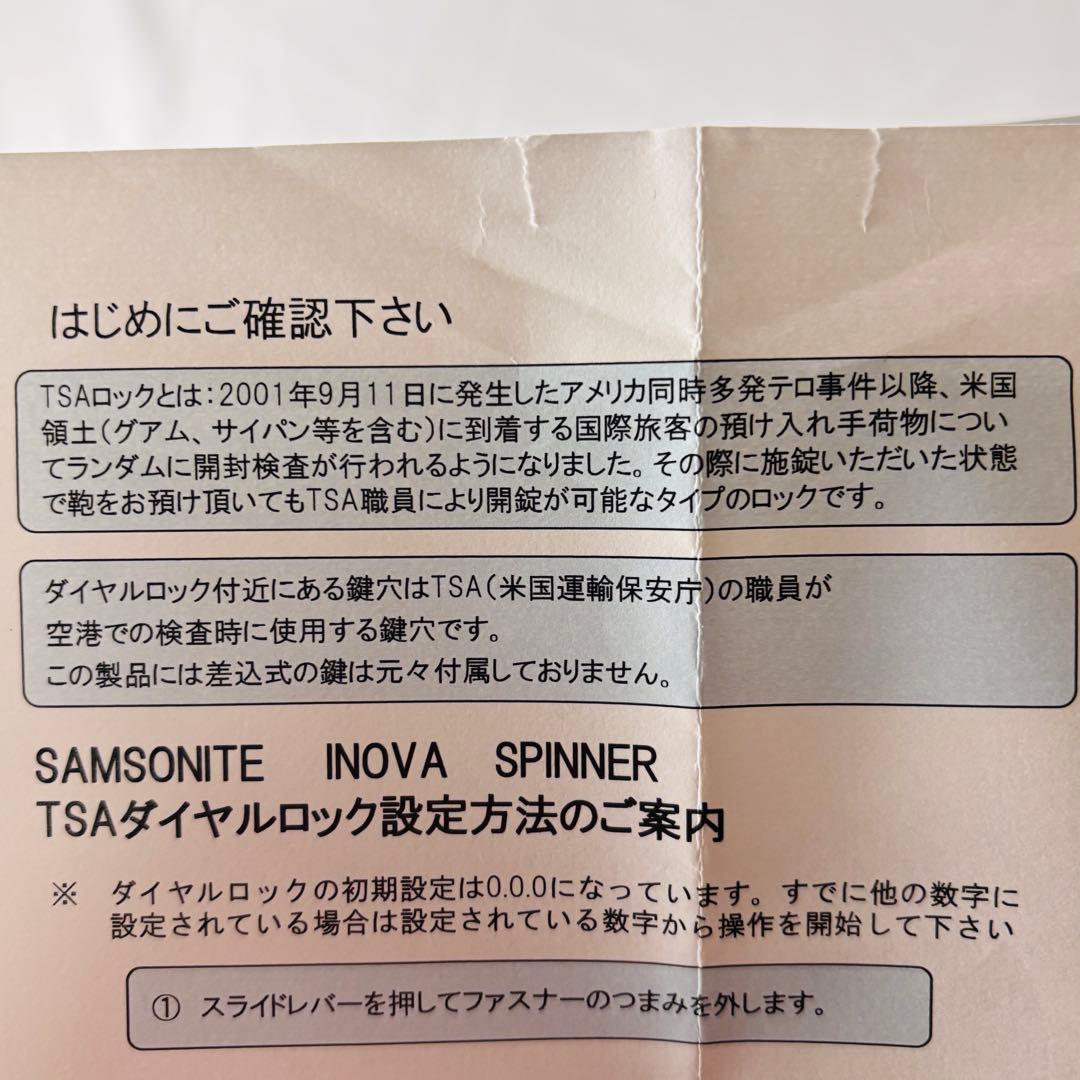 はじめにご確認下さい
TSAロックとは：2001年9月11日に発生したアメリカ同時多発テロ事件以降、米国
領土（グアム、サイパン等を含む）に到着する国際旅客の預け入れ手荷物につい
てランダムに開封検査が行われるようになりました。その際に施錠いただいた状態
で鞄をお預け頂いてもTSA職員により開錠が可能なタイプのロックです。
ダイヤルロック付近にある鍵穴はTSA（米国運輸保安庁）の職員が
空港での検査時に使用する鍵穴です。
この製品には差込式の鍵は元々付属しておりません。
SAMSONITE INOVA SPINNER
TSAダイヤルロック設定方法のご案内
※ ダイヤルロックの初期設定は0.0.0になっています。すでに他の数字に
設定されている場合は設定されている数字から操作を開始して下さい
① スライドレバーを押してファスナーのつまみを外します。